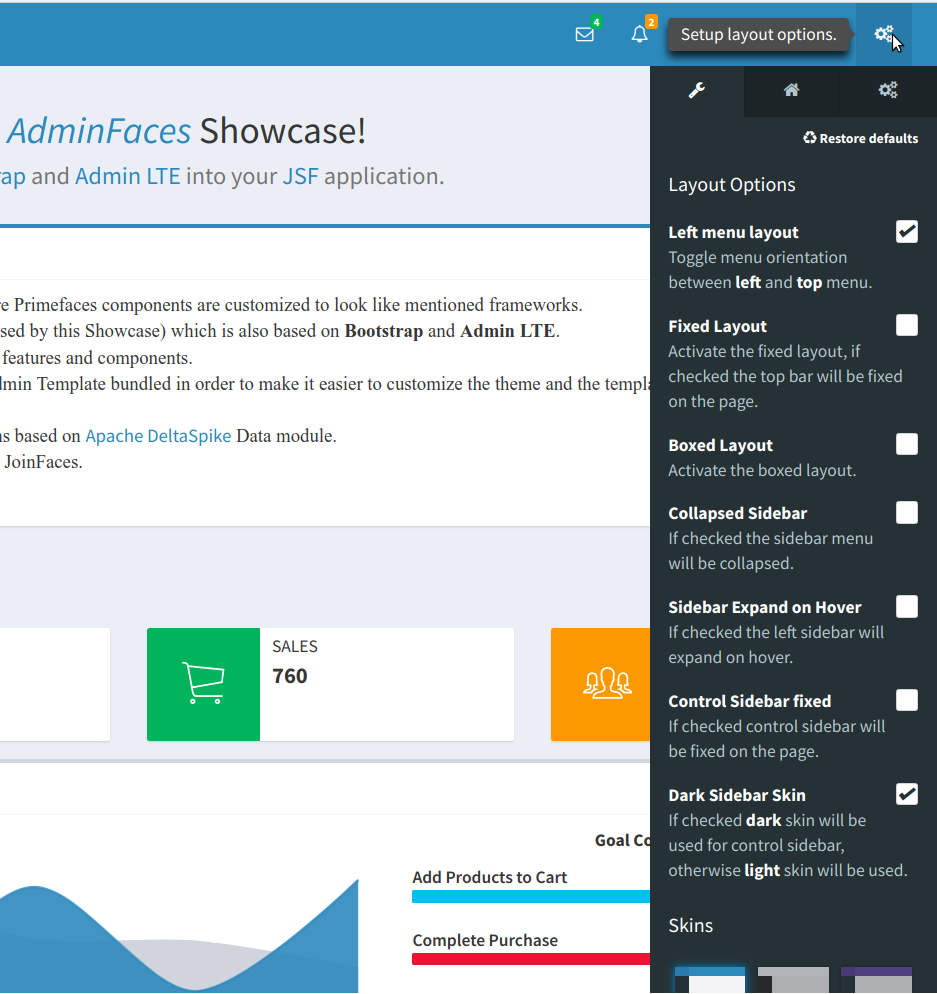 4
2
Setup layout options.
AdminFaces Showcase!
and Admin LTE into your JSF application.
Primefaces components are customized to look like mentioned frameworks.
by this Showcase) which is also based on Bootstrap and Admin LTE.
features and components.
Template bundled in order to make it easier to customize the theme and the
based on Apache DeltaSpike Data module.
JoinFaces.
SALES
760
Goal
Add Products to Cart
Complete Purchase
Restore defaults
Layout Options
Left menu layout
Toggle menu orientation
between left and top menu.
Fixed Layout
Activate the fixed layout, if
checked the top bar will be fixed
on the page.
Boxed Layout
Activate the boxed layout.
Collapsed Sidebar
If checked the sidebar menu
will be collapsed.
Sidebar Expand on Hover
If checked the left sidebar will
expand on hover.
Control Sidebar fixed
If checked control sidebar will
be fixed on the page.
Dark Sidebar Skin
If checked dark skin will be
used for control sidebar,
otherwise light skin will be used.
Skins